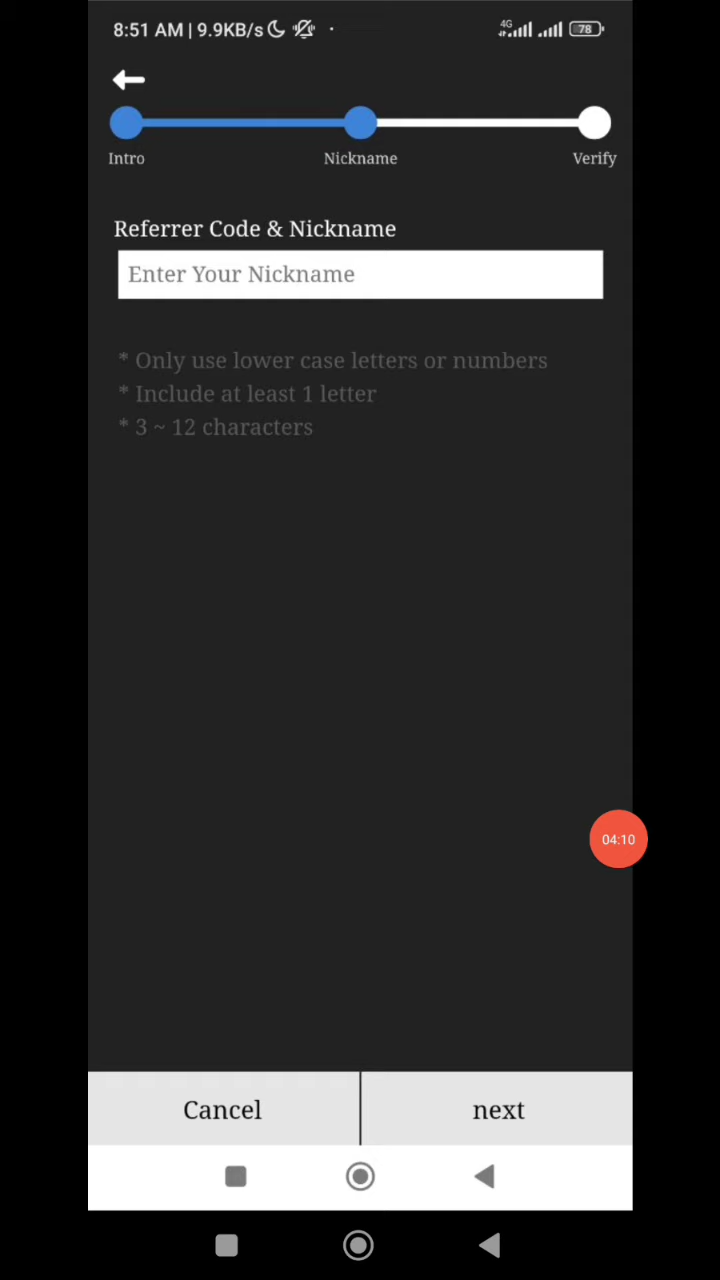 8:51 AM | 9.9KB/s
4G
78
Intro
Nickname
Verify
Referrer Code & Nickname
Enter Your Nickname
* Only use lower case letters or numbers
* Include at least 1 letter
* 3 ~ 12 characters
04:10
Cancel
next